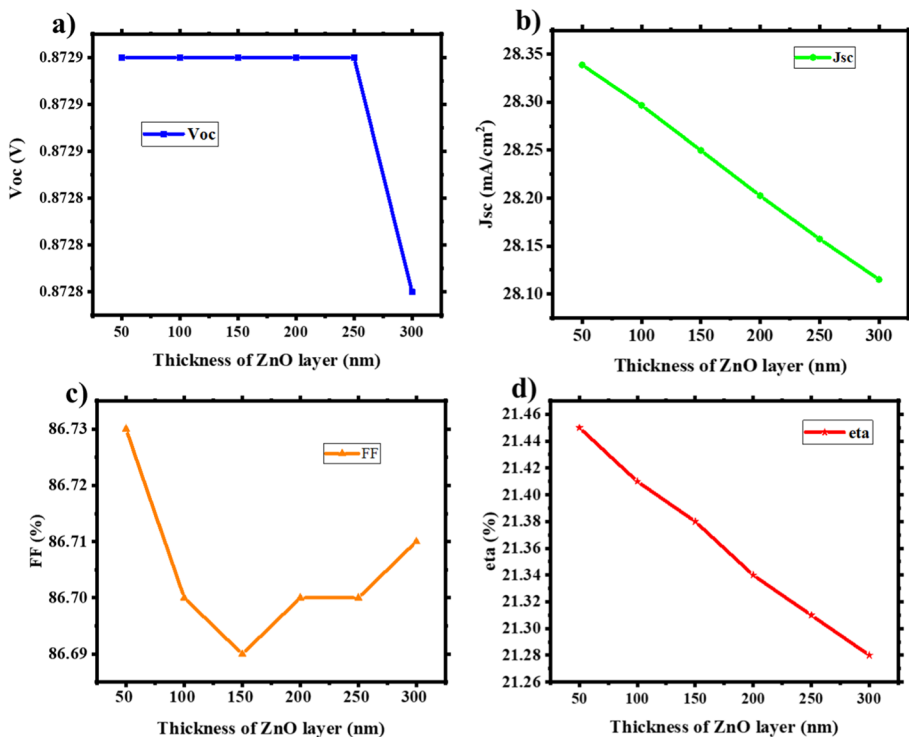 a)
0.8729
0.8729
0.8729
0.8728
0.8728
0.8728
Voc (V)
Voc
50 100 150 200 250 300
Thickness of ZnO layer (nm)
b)
28.35
28.30
28.25
28.20
28.15
28.10
Jsc (mA/cm²)
Jsc
50 100 150 200 250 300
Thickness of ZnO layer (nm)
c)
86.73
86.72
86.71
86.70
86.69
FF (%)
FF
50 100 150 200 250 300
Thickness of ZnO layer (nm)
d)
21.46
21.44
21.42
21.40
21.38
21.36
21.34
21.32
21.30
21.28
21.26
eta (%)
eta
50 100 150 200 250 300
Thickness of ZnO layer (nm)